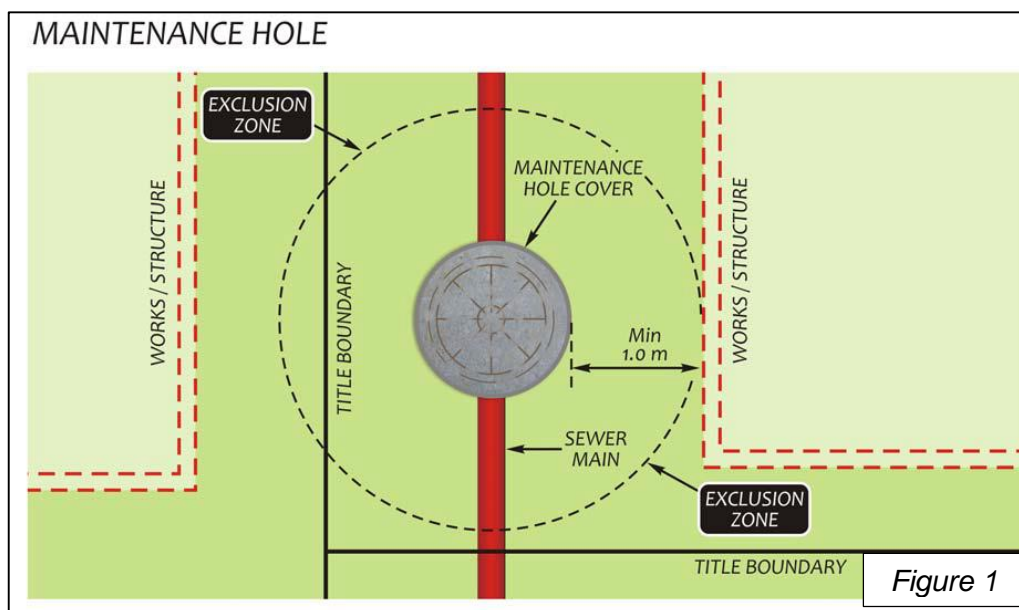 MAINTENANCE HOLE
EXCLUSION
ZONE
MAINTENANCE
HOLE COVER
WORKS / STRUCTURE
TITLE BOUNDARY
WORKS / STRUCTURE
Min
1.0 m
SEWER
MAIN
EXCLUSION
ZONE
TITLE BOUNDARY
Figure 1